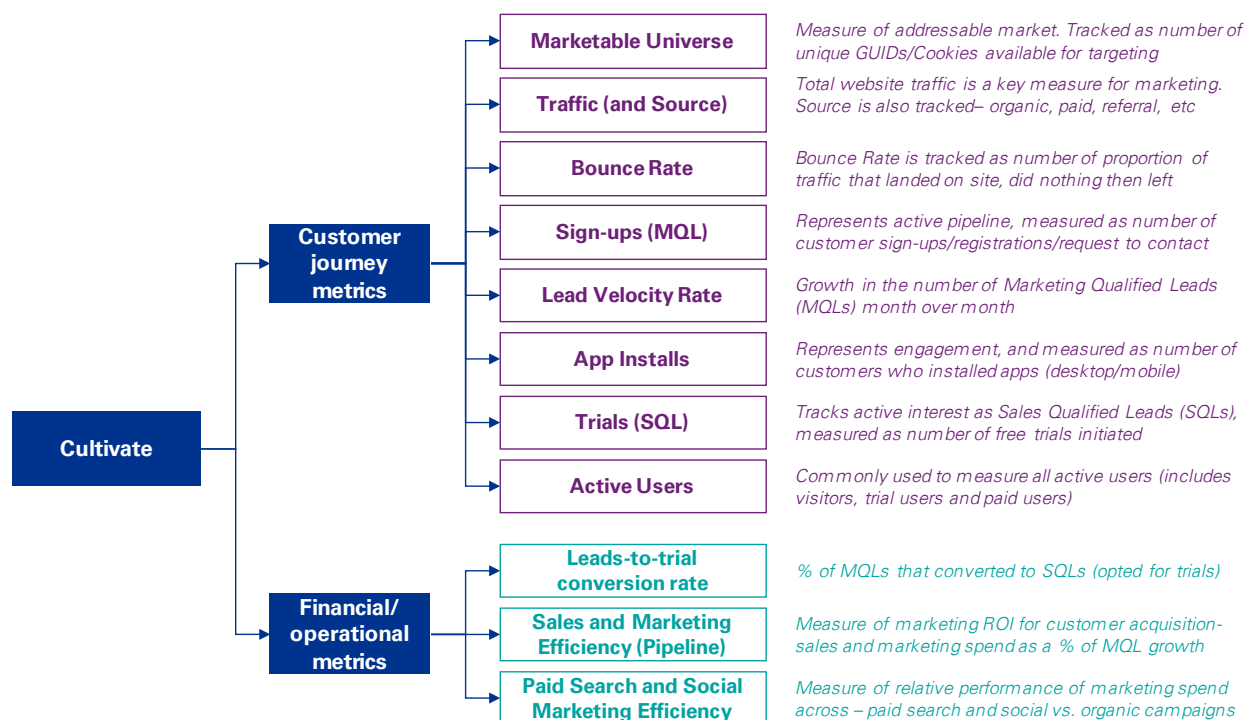 Marketable Universe
Measure of addressable market. Tracked as number of
unique GUIDs/Cookies available for targeting
Traffic (and Source)
Total website traffic is a key measure for marketing.
Source is also tracked– organic, paid, referral, etc
Bounce Rate
Bounce Rate is tracked as number of proportion of
traffic that landed on site, did nothing then left
Customer
journey
metrics
Sign-ups (MQL)
Represents active pipeline, measured as number of
customer sign-ups/registrations/request to contact
Lead Velocity Rate
Growth in the number of Marketing Qualified Leads
(MQLs) month over month
App Installs
Represents engagement, and measured as number of
customers who installed apps (desktop/mobile)
Cultivate
Trials (SQL)
Tracks active interest as Sales Qualified Leads (SQLs),
measured as number of free trials initiated
Active Users
Commonly used to measure all active users (includes
visitors, trial users and paid users)
Leads-to-trial
conversion rate
% of MQLs that converted to SQLs (opted for trials)
Financial/
operational
metrics
Sales and Marketing
Efficiency (Pipeline)
Measure of marketing ROI for customer acquisition-
sales and marketing spend as a % of MQL growth
Paid Search and Social
Marketing Efficiency
Measure of relative performance of marketing spend
across – paid search and social vs. organic campaigns